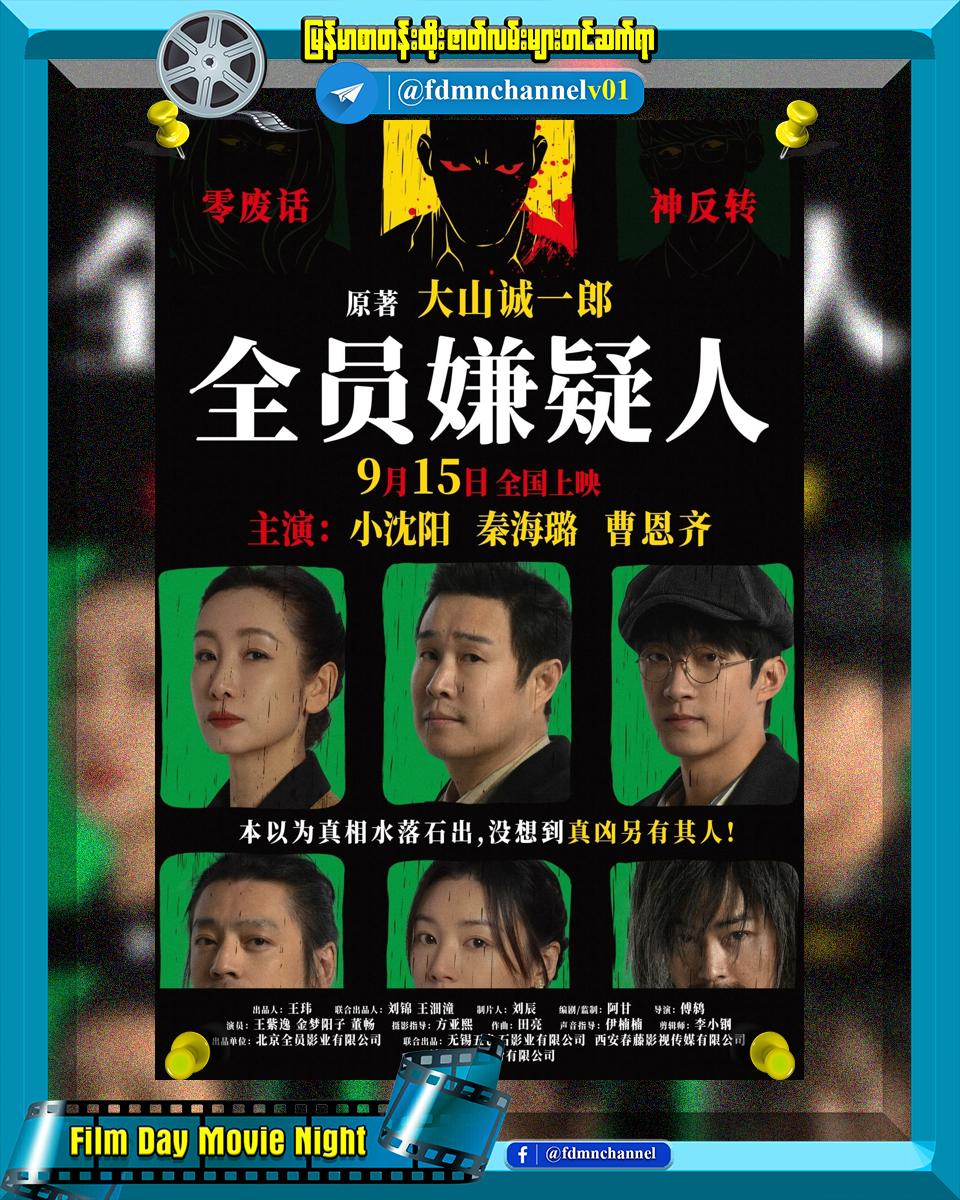 မြန်မာစာတန်းထိုးဇာတ်လမ်းများတင်ဆက်ရာ
@fdmnchannelv01
零废话
神反转
原著 大山诚一郎
全员嫌疑人
9月15日全国上映
主演：小沈阳 秦海璐 曹恩齐
本以为真相水落石出,没想到真凶另有其人!
出品人：王玮 联合出品人：刘锦 王泇潼 制片人：刘辰 编剧/监制：阿甘 导演：傅鸫
演员：王紫逸 金梦阳子 董畅 摄影指导：方亚熙 作曲：田亮 声音指导：伊楠楠 剪辑师：李小钢
出品单位：北京全员影业有限公司 联合出品：无锡五 石影业有限公司 西安春藤影视传媒有限公司
有限公司
Film Day Movie Night
@fdmnchannel